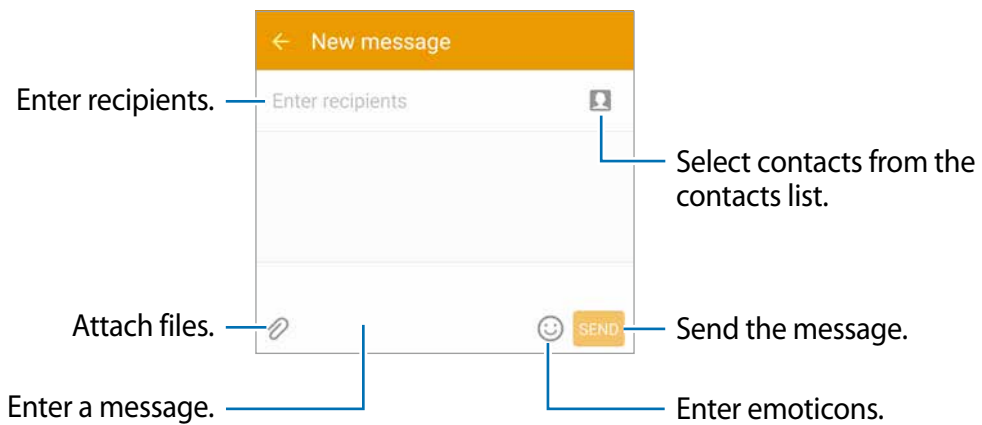 New message
Enter recipients.
Enter recipients
Select contacts from the
contacts list.
Attach files.
SEND
Send the message.
Enter a message.
Enter emoticons.